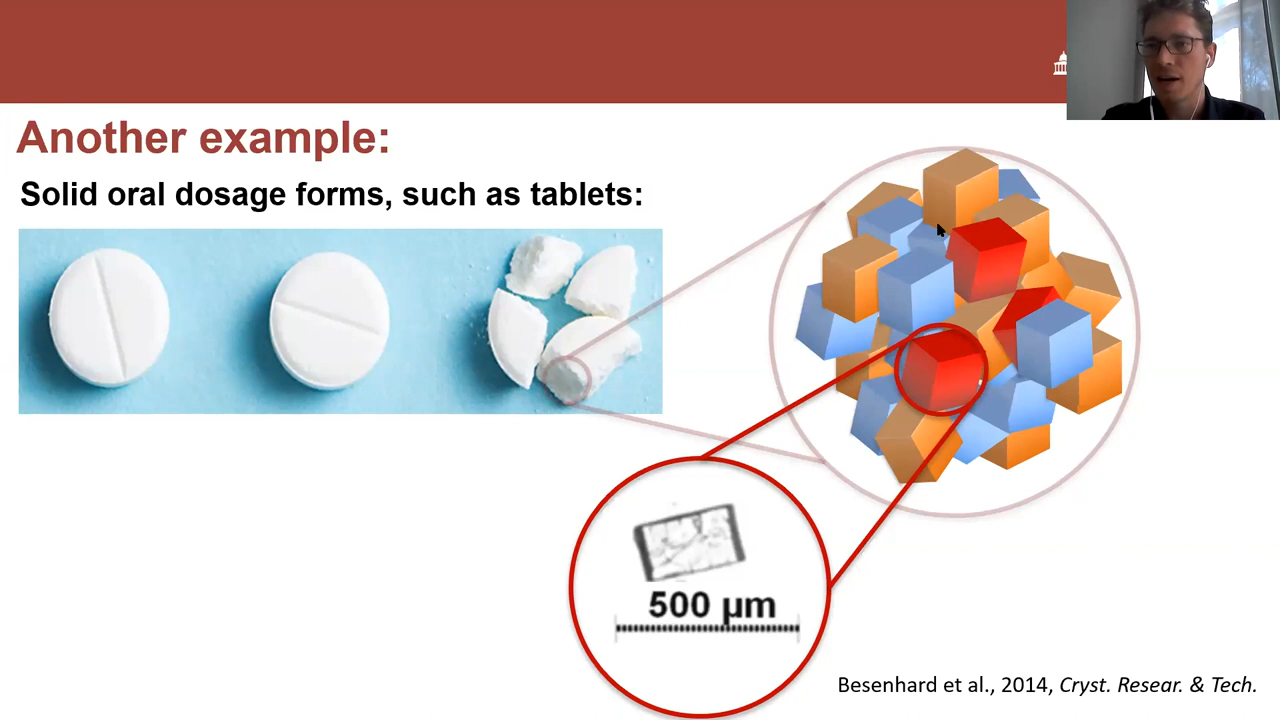 Another example:
Solid oral dosage forms, such as tablets:
500 µm
Besenhard et al., 2014, Cryst. Resear. & Tech.